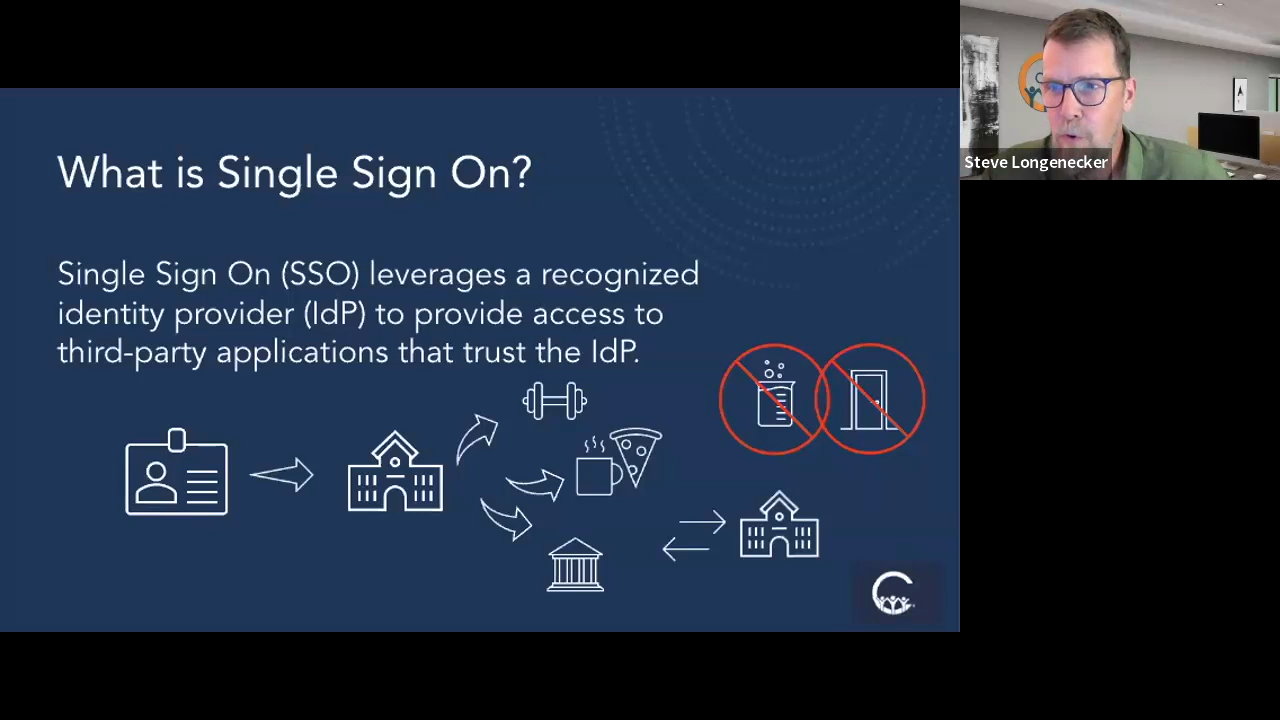 What is Single Sign On?
Single Sign On (SSO) leverages a recognized
identity provider (IdP) to provide access to
third-party applications that trust the IdP.
Steve Longenecker